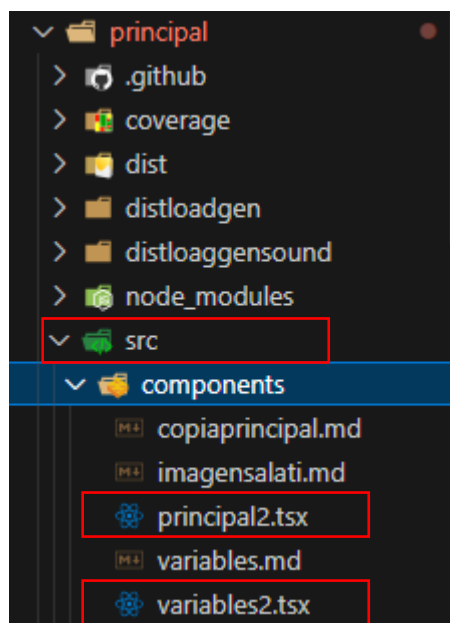 principal
.github
coverage
dist
distloadgen
distloaggensound
node_modules
src
components
copiaprincipal.md
imagensalati.md
principal2.tsx
variables.md
variables2.tsx